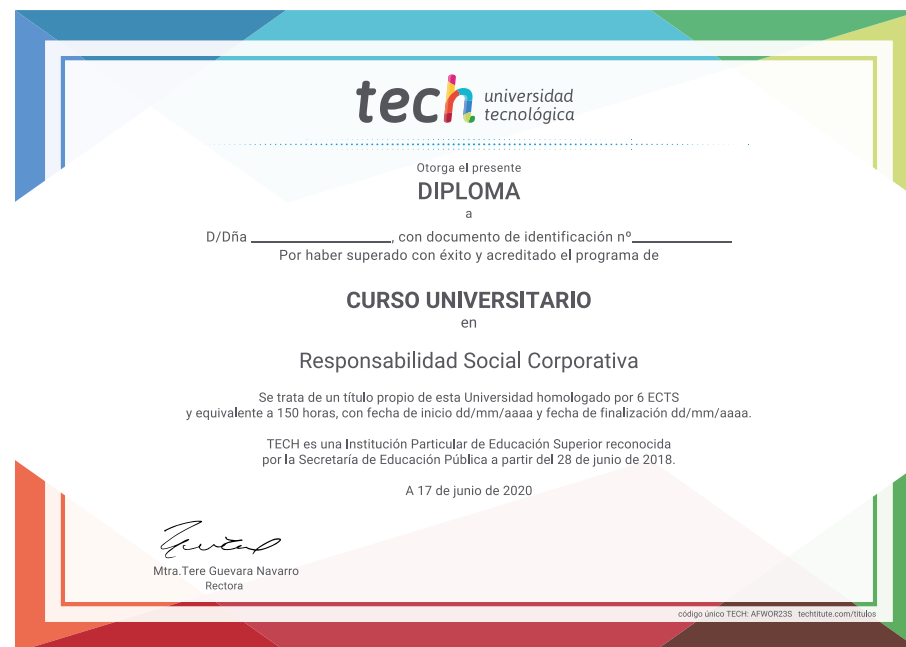 tech universidad
tecnológica
Otorga el presente
DIPLOMA
a
D/Dña ____________________, con documento de identificación nº______________
Por haber superado con éxito y acreditado el programa de
CURSO UNIVERSITARIO
en
Responsabilidad Social Corporativa
Se trata de un título propio de esta Universidad homologado por 6 ECTS
y equivalente a 150 horas, con fecha de inicio dd/mm/aaaa y fecha de finalización dd/mm/aaaa.
TECH es una Institución Particular de Educación Superior reconocida
por la Secretaría de Educación Pública a partir del 28 de junio de 2018.
A 17 de junio de 2020
Mtra.Tere Guevara Navarro
Rectora
código único TECH: AFWOR23S techtitute.com/titulos